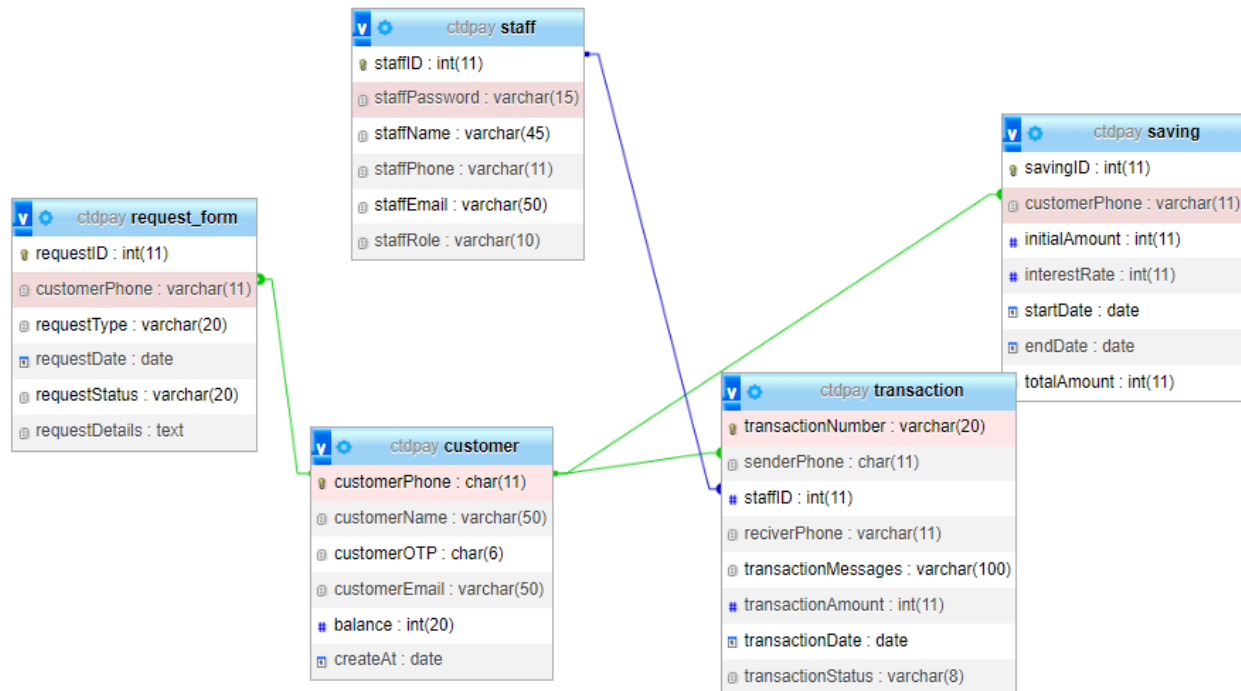 ctdpay staff
staffID : int(11)
staffPassword : varchar(15)
staffName : varchar(45)
staffPhone : varchar(11)
staffEmail : varchar(50)
staffRole : varchar(10)
ctdpay saving
savingID : int(11)
customerPhone : varchar(11)
initialAmount : int(11)
interestRate : int(11)
startDate : date
endDate : date
totalAmount : int(11)
ctdpay request_form
requestID : int(11)
customerPhone : varchar(11)
requestType : varchar(20)
requestDate : date
requestStatus : varchar(20)
requestDetails : text
ctdpay customer
customerPhone : char(11)
customerName : varchar(50)
customerOTP : char(6)
customerEmail : varchar(50)
balance : int(20)
createAt : date
ctdpay transaction
transactionNumber : varchar(20)
senderPhone : char(11)
staffID : int(11)
reciverPhone : varchar(11)
transactionMessages : varchar(100)
transactionAmount : int(11)
transactionDate : date
transactionStatus : varchar(8)